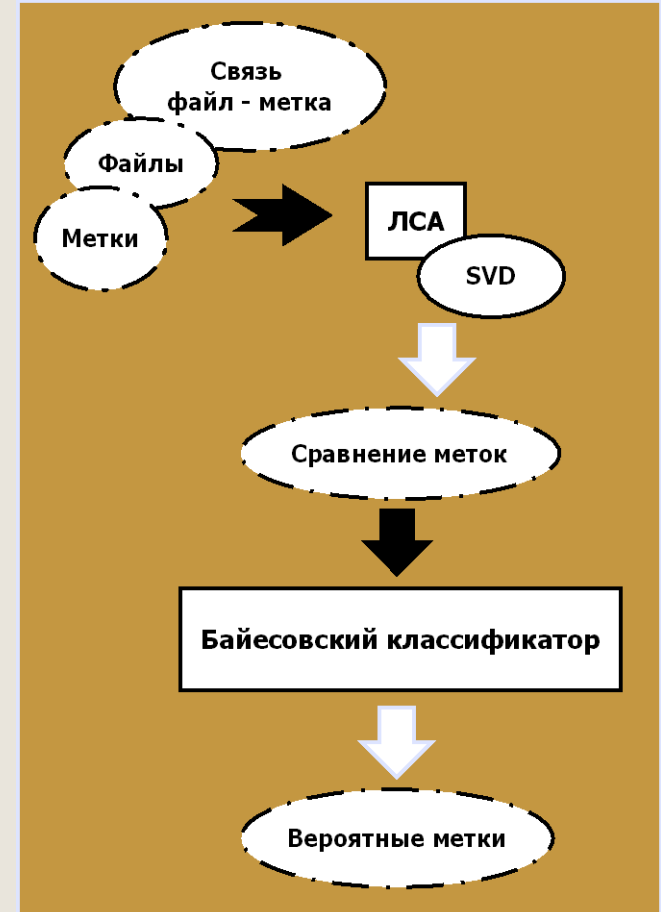 Связь
файл - метка
Файлы
Метки
ЛСА
SVD
Сравнение меток
Байесовский классификатор
Вероятные метки